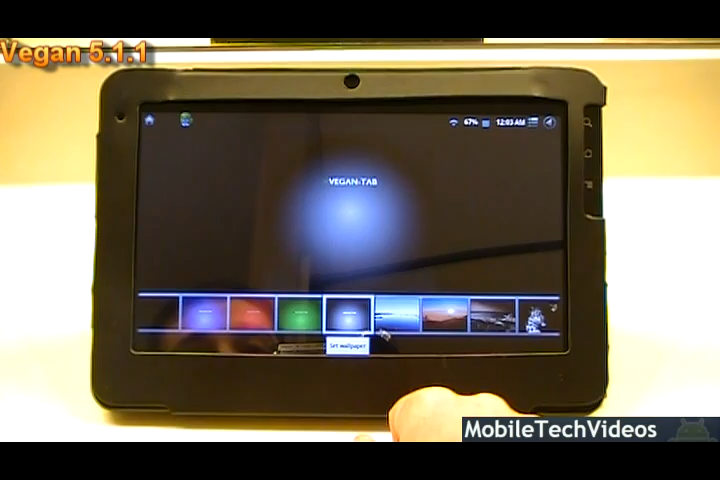 Vegan 5.1.1
67%
12:03 AM
VEGAN-TAB
Set wallpaper
MobileTechVideos